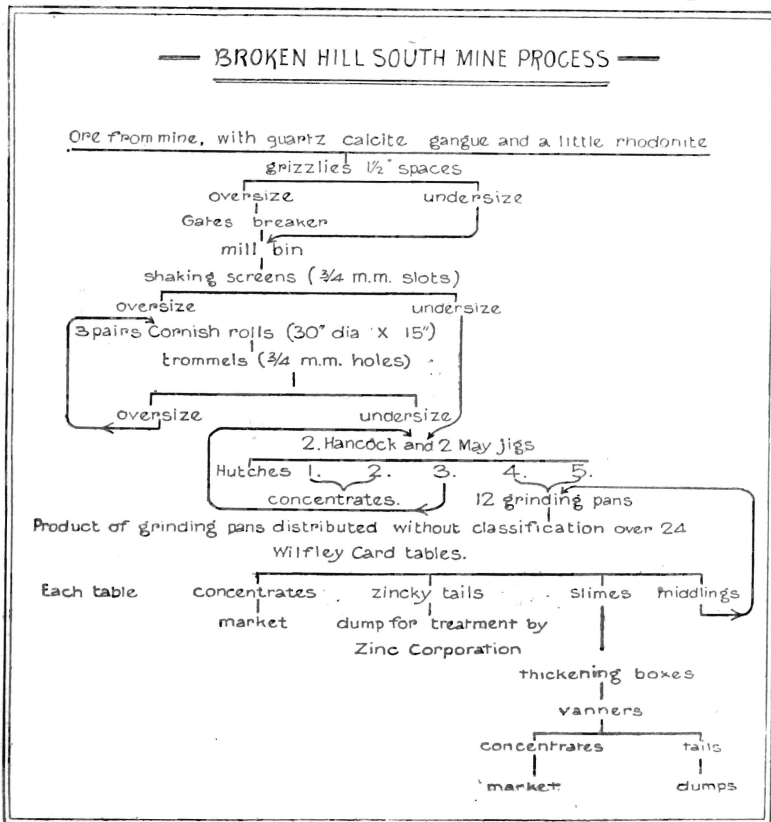 BROKEN HILL SOUTH MINE PROCESS
Ore from mine, with quartz calcite gangue and a little rhodonite
grizzlies 1½" spaces
oversize undersize
Gates breaker
mill bin
shaking screens (¾ m.m. slots)
oversize undersize
3 pairs Cornish rolls (30" dia X 15")
trommels (¾ m.m. holes)
oversize undersize
2. Hancock and 2 May jigs
Hutches 1. 2. 3. 4. 5.
concentrates. 12 grinding pans
Product of grinding pans distributed without classification over 24
Wilfley Card tables.
Each table concentrates zincky tails slimes middlings
market dump for treatment by
Zinc Corporation
thickening boxes
vanners
concentrates tails
market dumps